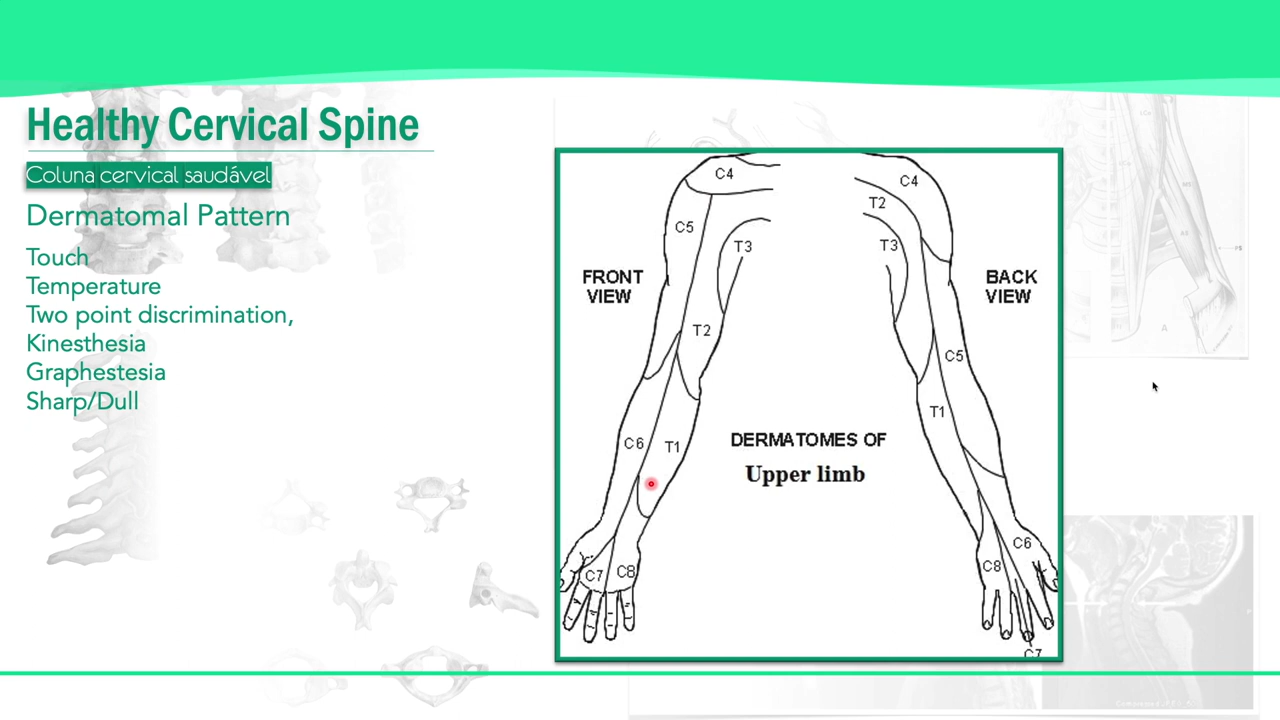 Healthy Cervical Spine
Coluna cervical saudável
Dermatomal Pattern
Touch
Temperature
Two point discrimination,
Kinesthesia
Graphestesia
Sharp/Dull
C4
C5
T3
FRONT
VIEW
T2
C6
T1
C7
C8
DERMATOMES OF
Upper limb
C4
T2
T3
BACK
VIEW
C5
T1
C6
C8
C7